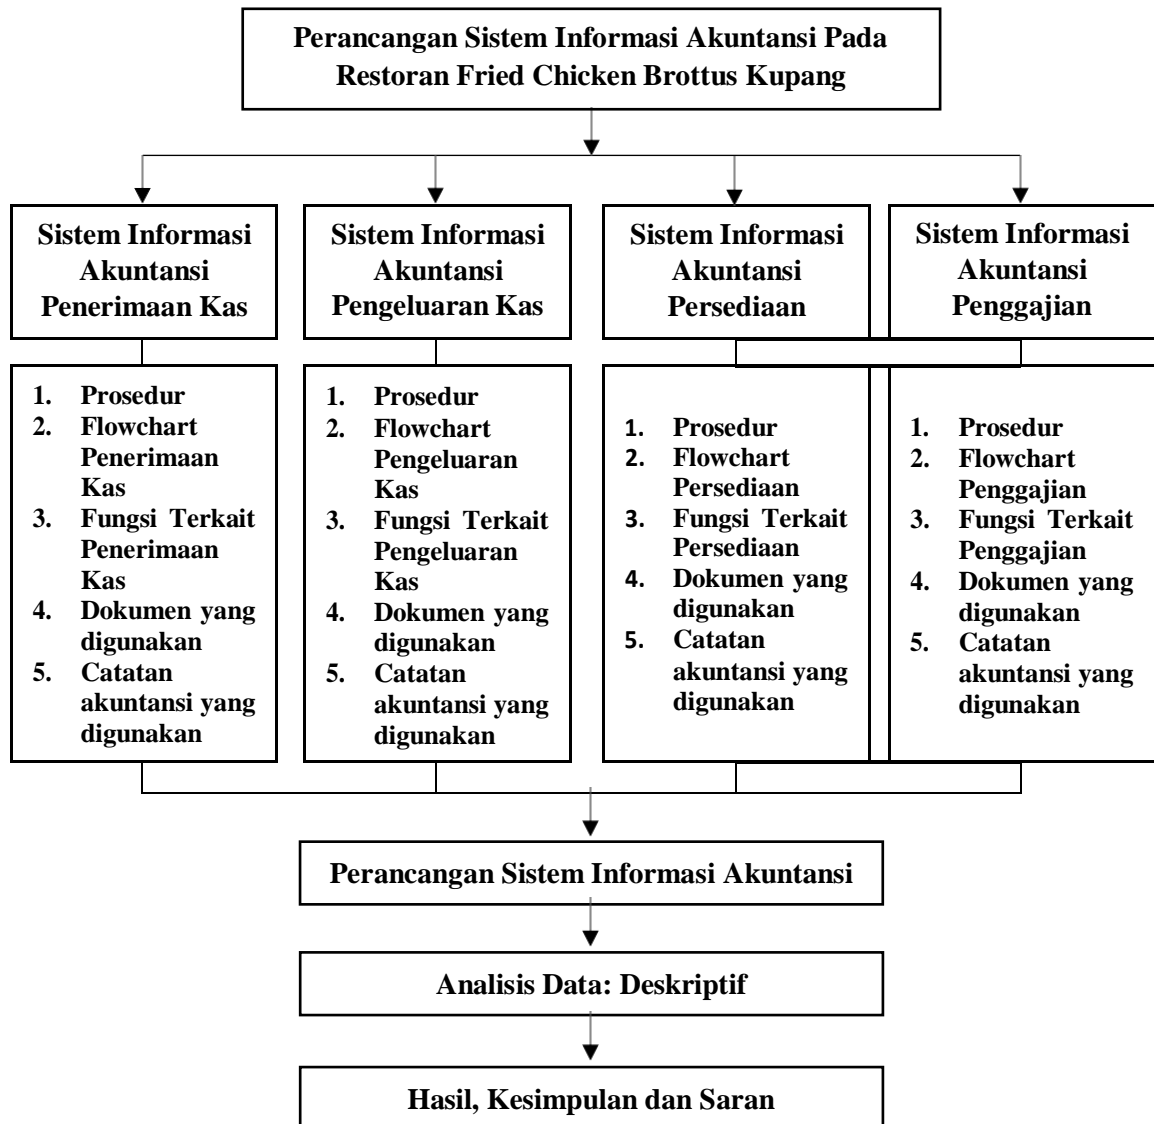 Perancangan Sistem Informasi Akuntansi Pada
Restoran Fried Chicken Brottus Kupang
Sistem Informasi
Akuntansi
Penerimaan Kas
Sistem Informasi
Akuntansi
Pengeluaran Kas
Sistem Informasi
Akuntansi
Persediaan
Sistem Informasi
Akuntansi
Penggajian
1. Prosedur
2. Flowchart
Penerimaan
Kas
3. Fungsi Terkait
Penerimaan
Kas
4. Dokumen yang
digunakan
5. Catatan
akuntansi yang
digunakan
1. Prosedur
2. Flowchart
Pengeluaran
Kas
3. Fungsi Terkait
Pengeluaran
Kas
4. Dokumen yang
digunakan
5. Catatan
akuntansi yang
digunakan
1. Prosedur
2. Flowchart
Persediaan
3. Fungsi Terkait
Persediaan
4. Dokumen yang
digunakan
5. Catatan
akuntansi yang
digunakan
1. Prosedur
2. Flowchart
Penggajian
3. Fungsi Terkait
Penggajian
4. Dokumen yang
digunakan
5. Catatan
akuntansi yang
digunakan
Perancangan Sistem Informasi Akuntansi
Analisis Data: Deskriptif
Hasil, Kesimpulan dan Saran